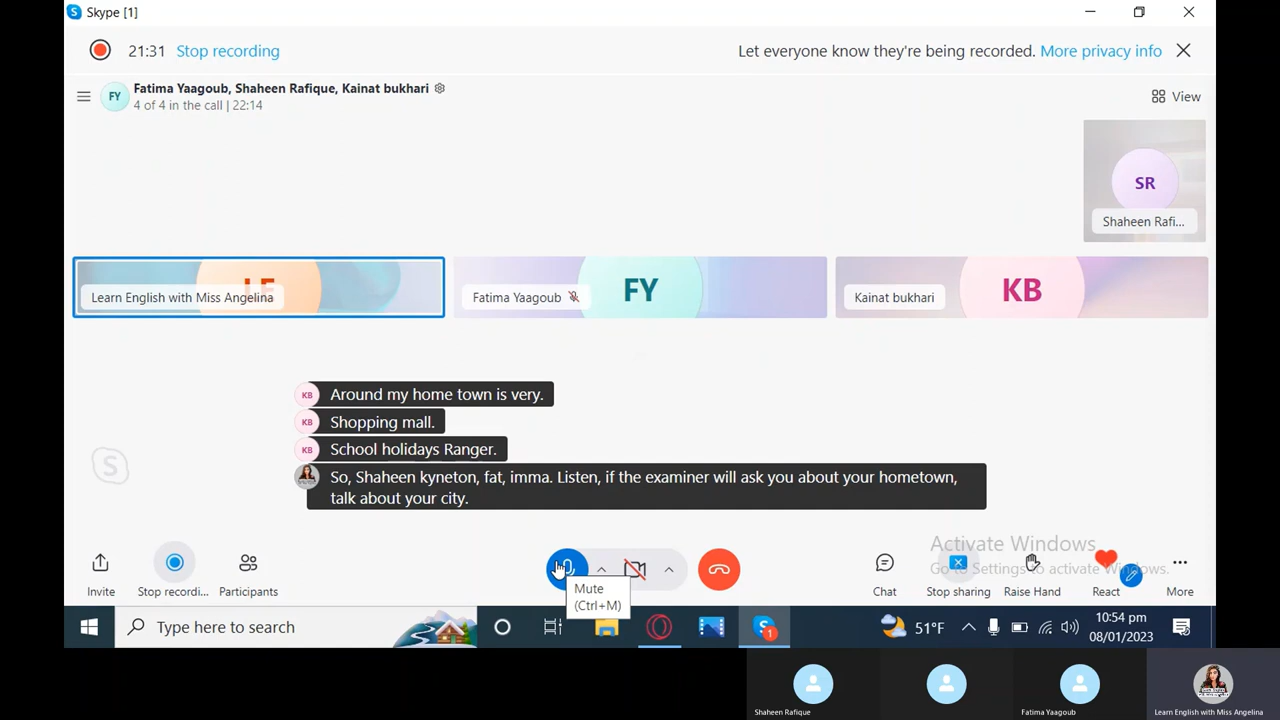 Skype [1]
21:31 Stop recording
Let everyone know they're being recorded. More privacy info
FY
Fatima Yaagoub, Shaheen Rafique, Kainat bukhari
4 of 4 in the call | 22:14
View
SR
Shaheen Rafi...
LE
Learn English with Miss Angelina
FY
Fatima Yaagoub
KB
Kainat bukhari
KB Around my home town is very.
KB Shopping mall.
KB School holidays Ranger.
So, Shaheen kyneton, fat, imma. Listen, if the examiner will ask you about your hometown,
talk about your city.
Activate Windows
Go to Settings to activate Windows.
Invite
Stop recordi...
Participants
Mute
(Ctrl+M)
Chat
Stop sharing
Raise Hand
React
More
Type here to search
1
51°F
10:54 pm
08/01/2023
Shaheen Rafique
Fatima Yaagoub
Learn English with Miss Angelina